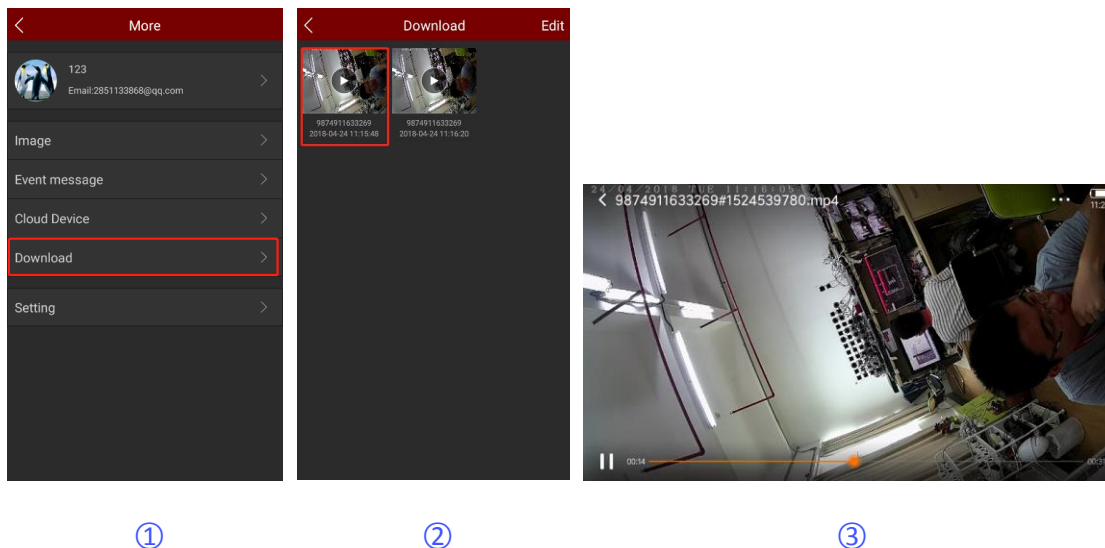 More
123
Email:2851133868@qq.com
Image
Event message
Cloud Device
Download
Setting
Download
Edit
9874911633269
2018-04-24 11:15:48
9874911633269
2018-04-24 11:16:20
24/04/2018 TUE 11:16:05
9874911633269#1524539780.mp4
00:14
①
②
③